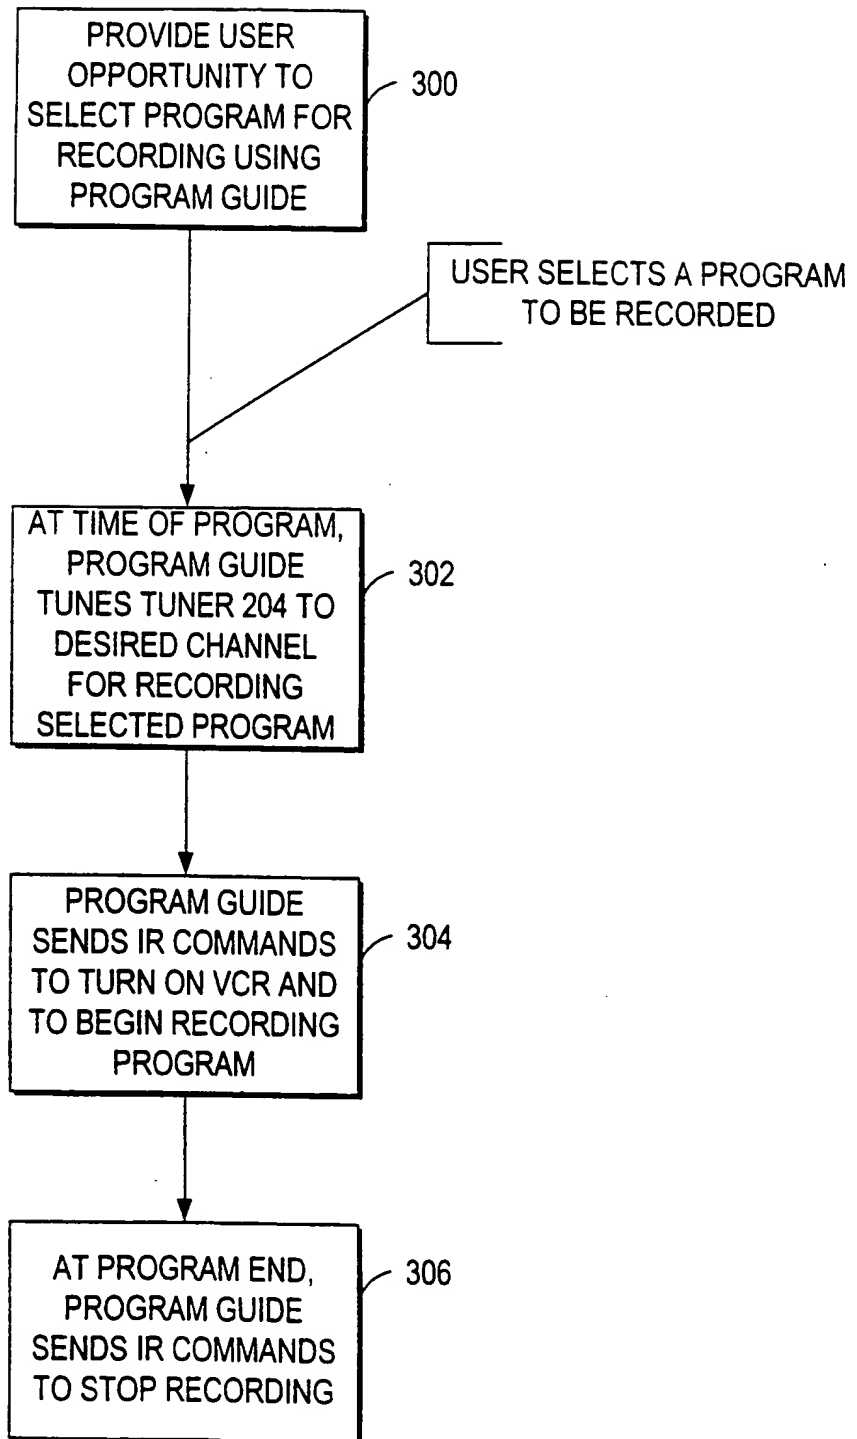 PROVIDE USER
OPPORTUNITY TO
SELECT PROGRAM FOR
RECORDING USING
PROGRAM GUIDE
300
USER SELECTS A PROGRAM
TO BE RECORDED
AT TIME OF PROGRAM,
PROGRAM GUIDE
TUNES TUNER 204 TO
DESIRED CHANNEL
FOR RECORDING
SELECTED PROGRAM
302
PROGRAM GUIDE
SENDS IR COMMANDS
TO TURN ON VCR AND
TO BEGIN RECORDING
PROGRAM
304
AT PROGRAM END,
PROGRAM GUIDE
SENDS IR COMMANDS
TO STOP RECORDING
306